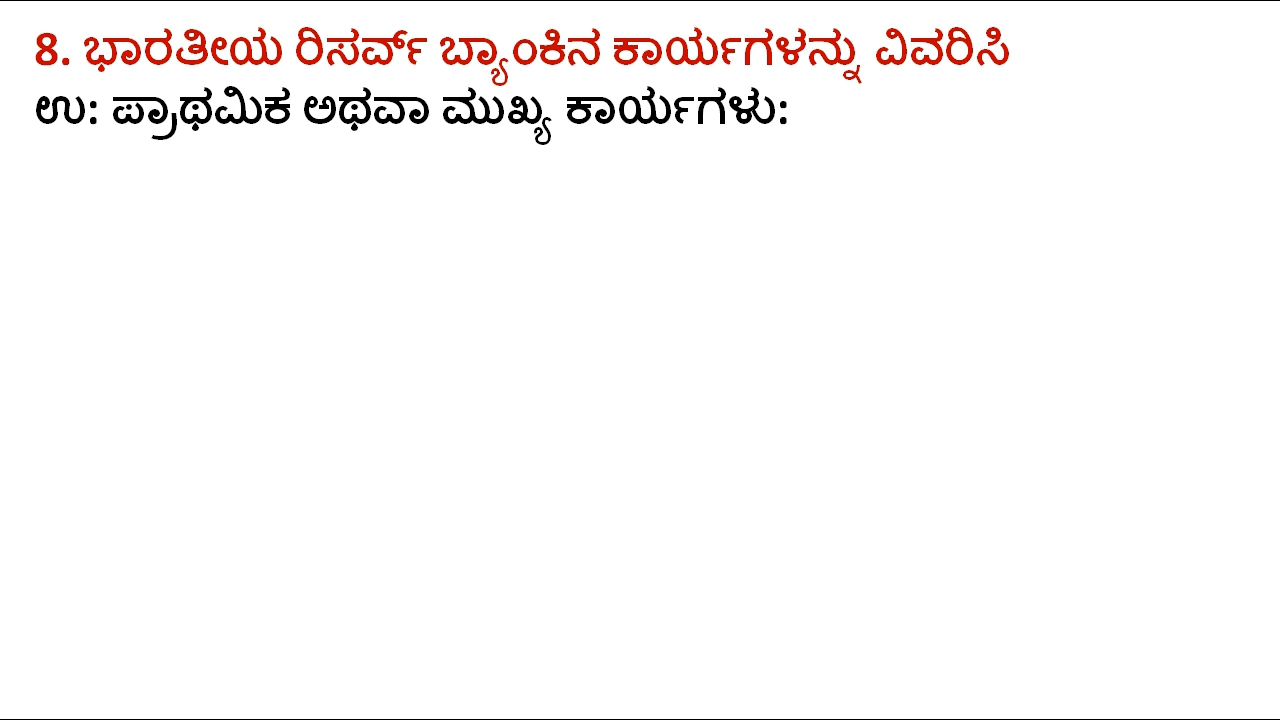 8. ಭಾರತೀಯ ರಿಸರ್ವ್ ಬ್ಯಾಂಕಿನ ಕಾರ್ಯಗಳನ್ನು ವಿವರಿಸಿ
ಉ: ಪ್ರಾಥಮಿಕ ಅಥವಾ ಮುಖ್ಯ ಕಾರ್ಯಗಳು: